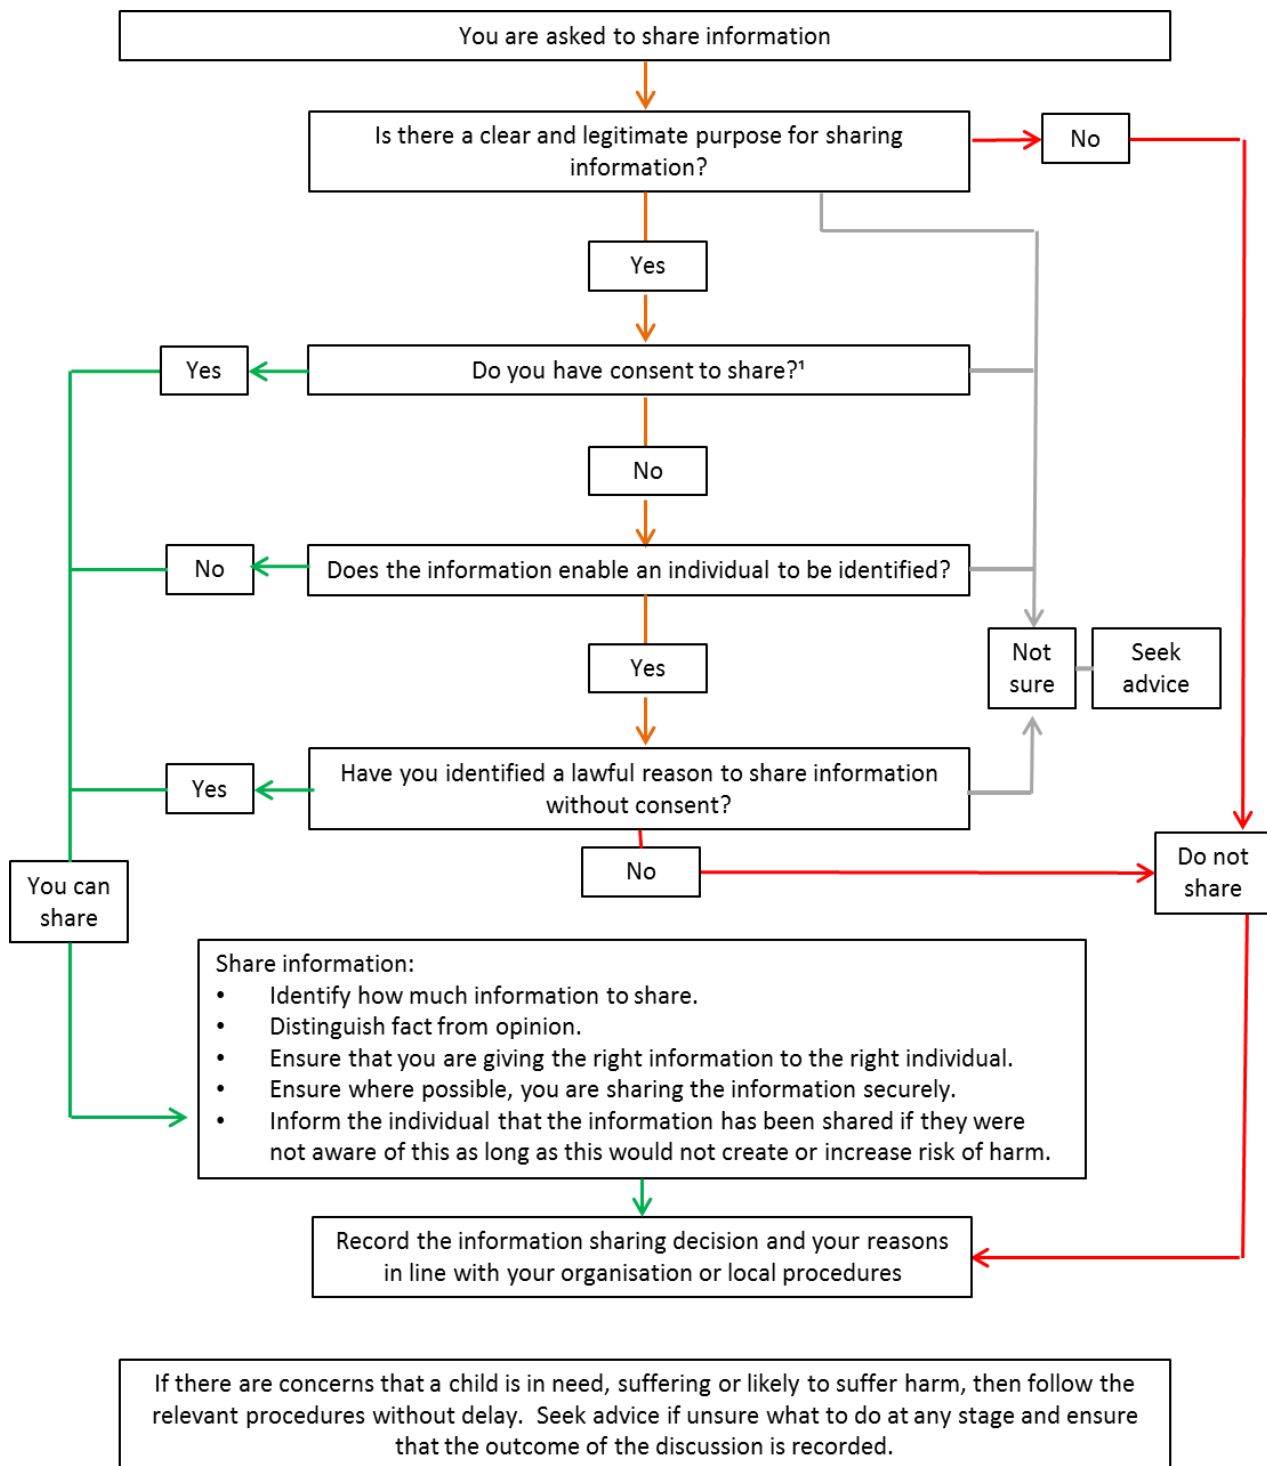 You are asked to share information
Is there a clear and legitimate purpose for sharing
information?
No
Yes
Yes
Do you have consent to share?¹
No
No
Does the information enable an individual to be identified?
Yes
Not
sure
Seek
advice
Yes
Have you identified a lawful reason to share information
without consent?
No
Do not
share
You can
share
Share information:
• Identify how much information to share.
• Distinguish fact from opinion.
• Ensure that you are giving the right information to the right individual.
• Ensure where possible, you are sharing the information securely.
• Inform the individual that the information has been shared if they were
not aware of this as long as this would not create or increase risk of harm.
Record the information sharing decision and your reasons
in line with your organisation or local procedures
If there are concerns that a child is in need, suffering or likely to suffer harm, then follow the
relevant procedures without delay.  Seek advice if unsure what to do at any stage and ensure
that the outcome of the discussion is recorded.